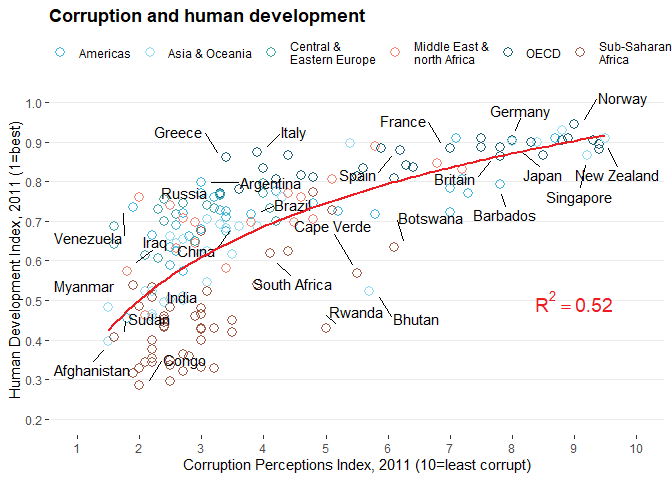 Corruption and human development
Americas
Asia & Oceania
Central &
Eastern Europe
Middle East &
north Africa
OECD
Sub-Saharan
Africa
Human Development Index, 2011 (1=best)
1.0
0.9
0.8
0.7
0.6
0.5
0.4
0.3
0.2
Norway
Germany
France
Greece
Italy
Spain
Britain
Japan
New Zealand
Singapore
Barbados
Argentina
Russia
Brazil
Botswana
Cape Verde
Venezuela
Iraq
China
South Africa
Myanmar
India
Bhutan
Rwanda
Sudan
Congo
Afghanistan
R² = 0.52
1 2 3 4 5 6 7 8 9 10
Corruption Perceptions Index, 2011 (10=least corrupt)